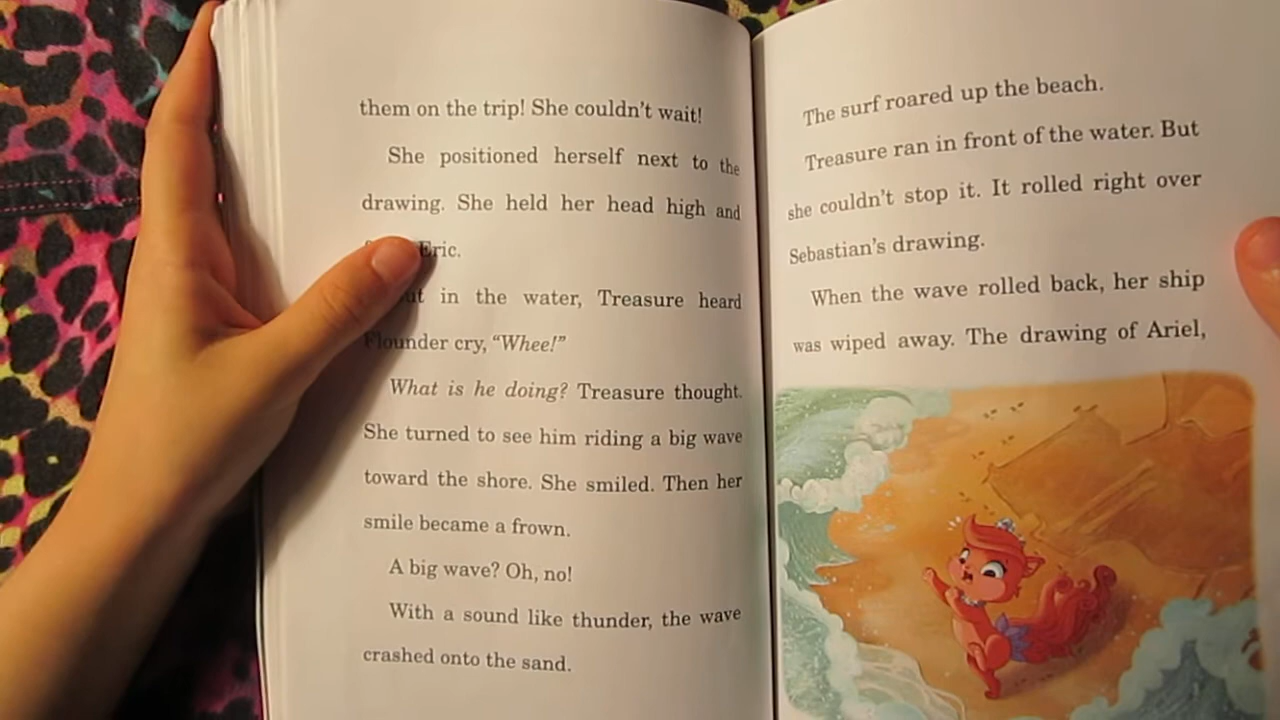 them on the trip! She couldn't wait!
She positioned herself next to the
drawing. She held her head high and
Eric.
in the water, Treasure heard
Flounder cry, “Whee!”
What is he doing? Treasure thought.
She turned to see him riding a big wave
toward the shore. She smiled. Then her
smile became a frown.
A big wave? Oh, no!
With a sound like thunder, the wave
crashed onto the sand.
The surf roared up the beach.
Treasure ran in front of the water. But
she couldn't stop it. It rolled right over
Sebastian's drawing.
When the wave rolled back, her ship
was wiped away. The drawing of Ariel,